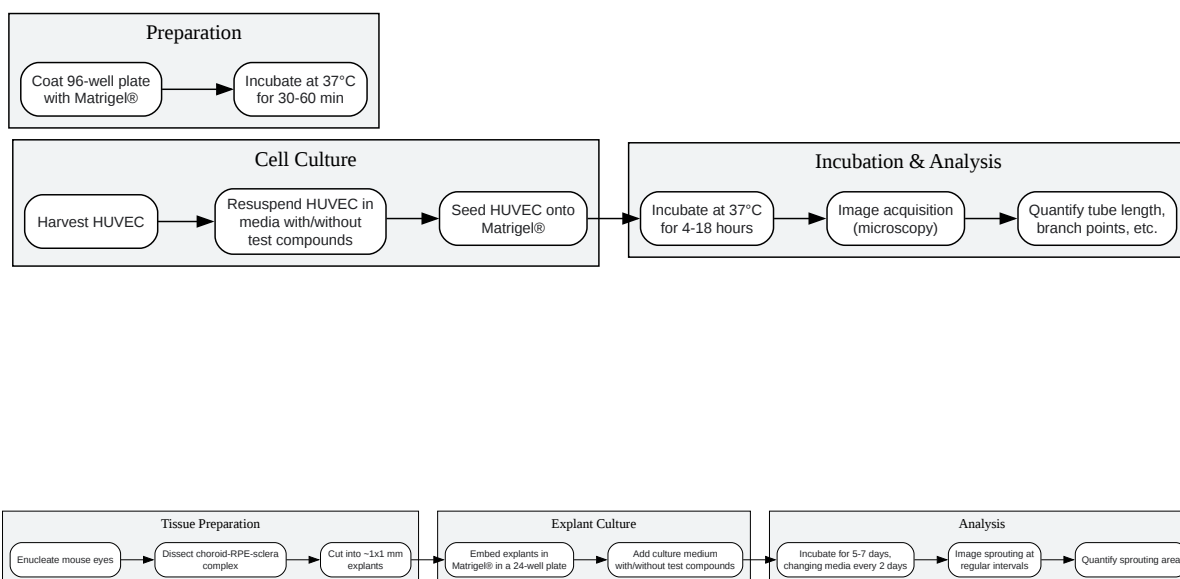 Preparation
Coat 96-well plate
with Matrigel®
Incubate at 37°C
for 30-60 min
Cell Culture
Harvest HUVEC
Resuspend HUVEC in
media with/without
test compounds
Seed HUVEC onto
Matrigel®
Incubation & Analysis
Incubate at 37°C
for 4-18 hours
Image acquisition
(microscopy)
Quantify tube length,
branch points, etc.
Tissue Preparation
Enucleate mouse eyes
Dissect choroid-RPE-sclera
complex
Cut into ~1x1 mm
explants
Explant Culture
Embed explants in
Matrigel® in a 24-well plate
Add culture medium
with/without test compounds
Analysis
Incubate for 5-7 days,
changing media every 2 days
Image sprouting at
regular intervals
Quantify sprouting area